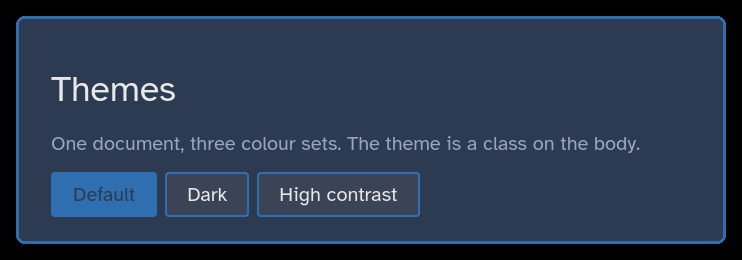 Themes
One document, three colour sets. The theme is a class on the body.
Default Dark High contrast